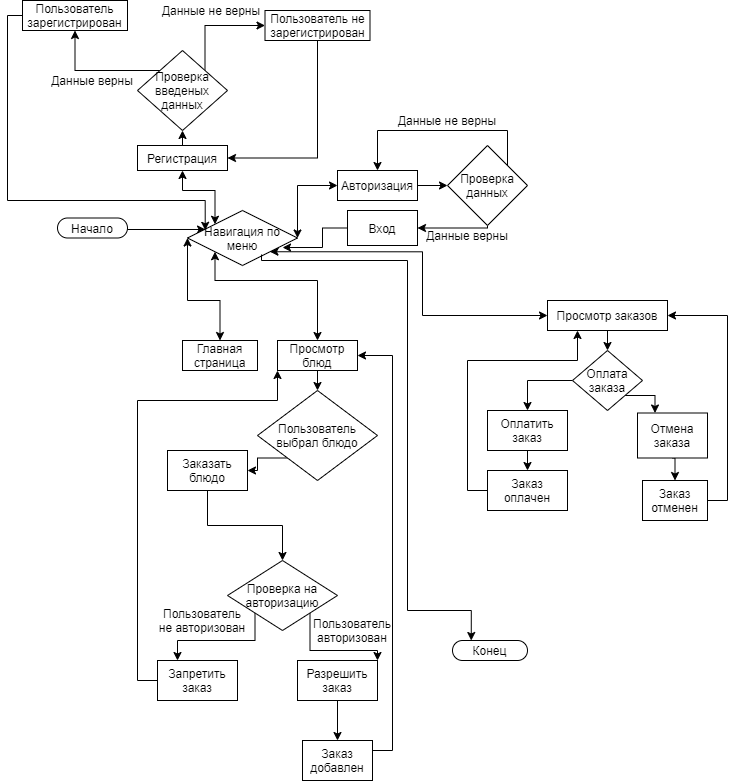 Пользователь
зарегистрирован
Данные не верны
Пользователь не
зарегистрирован
Данные верны
Проверка
введеных
данных
Регистрация
Данные не верны
Авторизация
Проверка
данных
Начало
Навигация по
меню
Вход
Данные верны
Главная
страница
Просмотр
блюд
Просмотр заказов
Оплата
заказа
Пользователь
выбрал блюдо
Оплатить
заказ
Отмена
заказа
Заказать
блюдо
Заказ
оплачен
Заказ
отменен
Проверка на
авторизацию
Пользователь
не авторизован
Пользователь
авторизован
Конец
Запретить
заказ
Разрешить
заказ
Заказ
добавлен